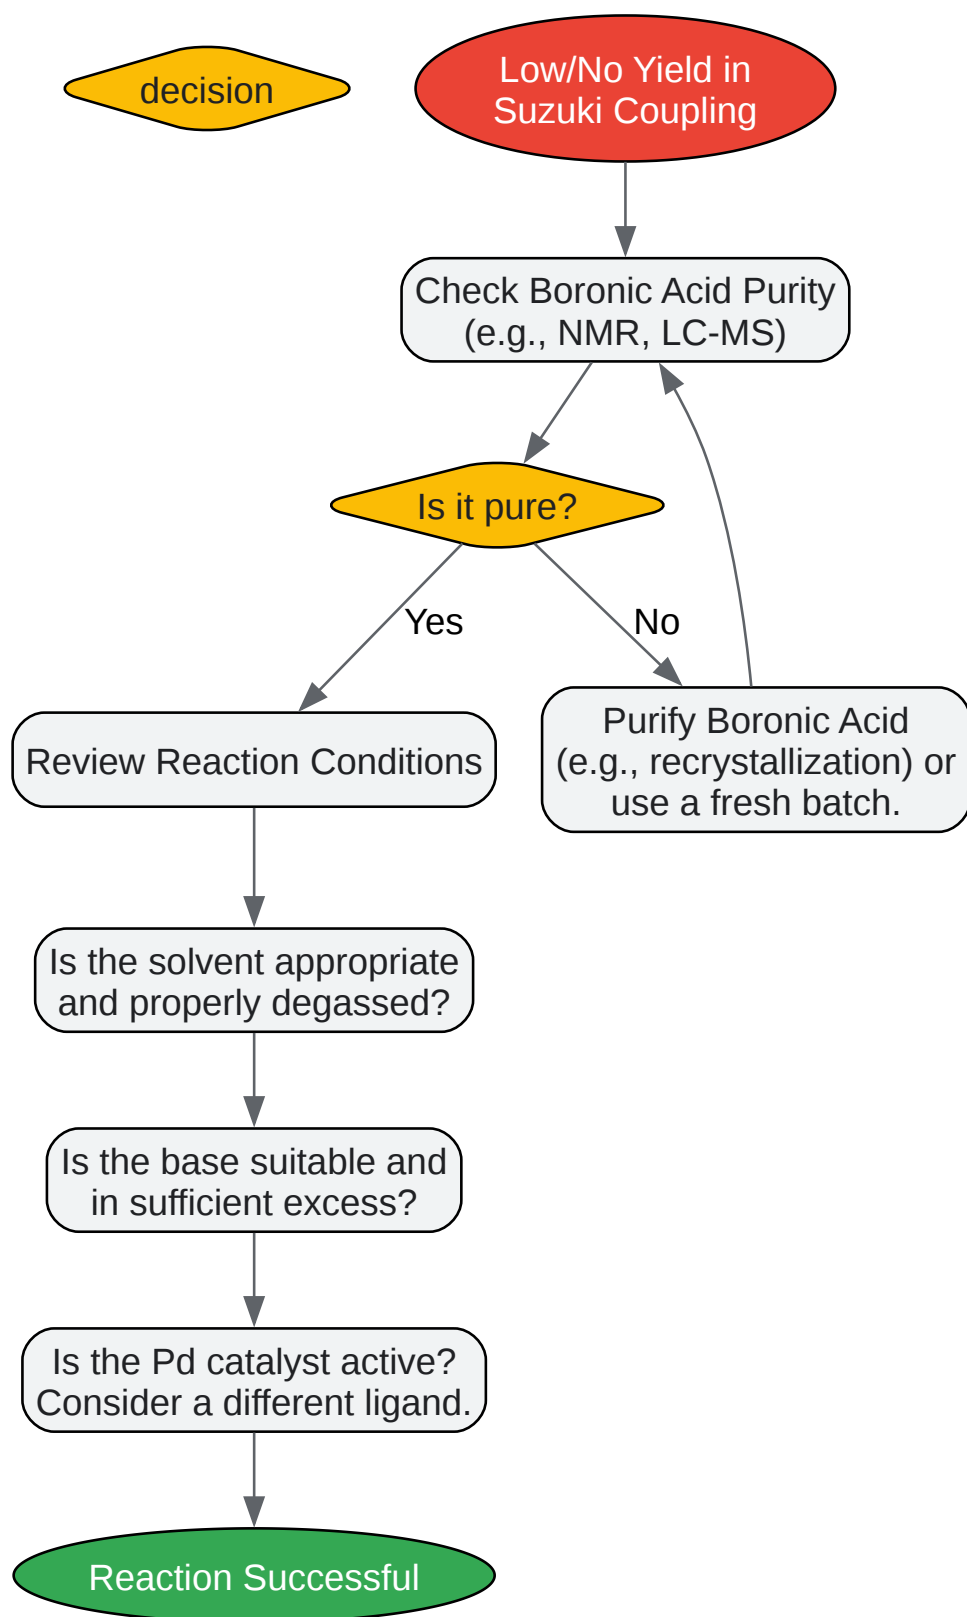 decision
Low/No Yield in
Suzuki Coupling
Check Boronic Acid Purity
(e.g., NMR, LC-MS)
Is it pure?
Yes
No
Review Reaction Conditions
Purify Boronic Acid
(e.g., recrystallization) or
use a fresh batch.
Is the solvent appropriate
and properly degassed?
Is the base suitable and
in sufficient excess?
Is the Pd catalyst active?
Consider a different ligand.
Reaction Successful